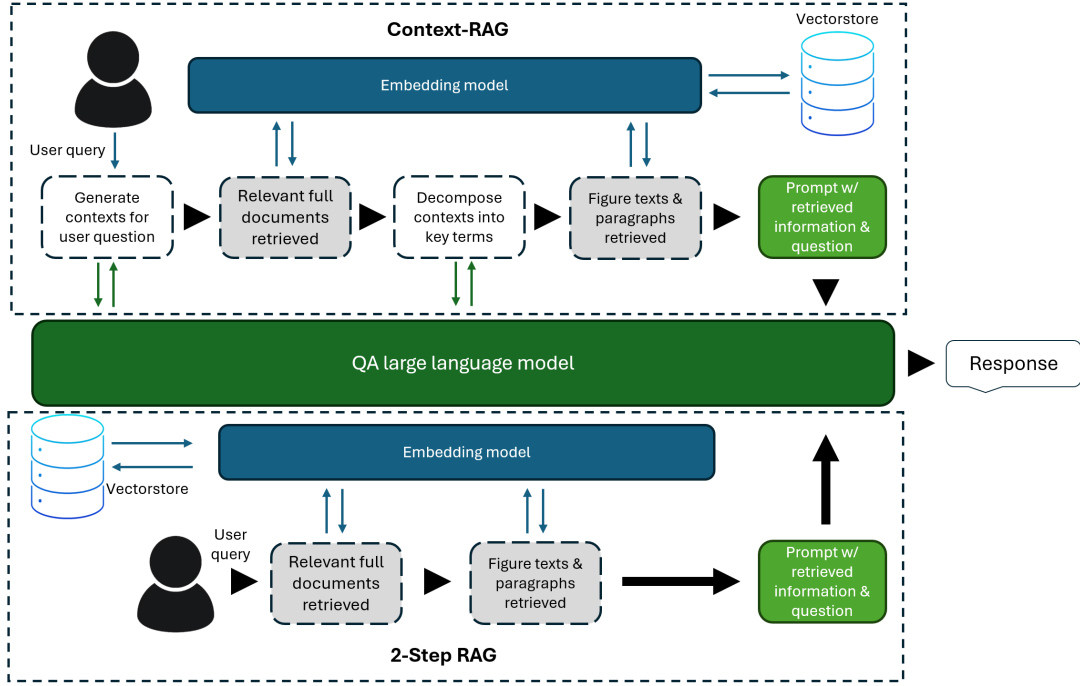 Context-RAG
Vectorstore
Embedding model
User query
Generate
contexts for
user question
Relevant full
documents
retrieved
Decompose
contexts into
key terms
Figure texts &
paragraphs
retrieved
Prompt w/
retrieved
information &
question
QA large language model
Response
Vectorstore
Embedding model
User
query
Relevant full
documents
retrieved
Figure texts &
paragraphs
retrieved
Prompt w/
retrieved
information &
question
2-Step RAG